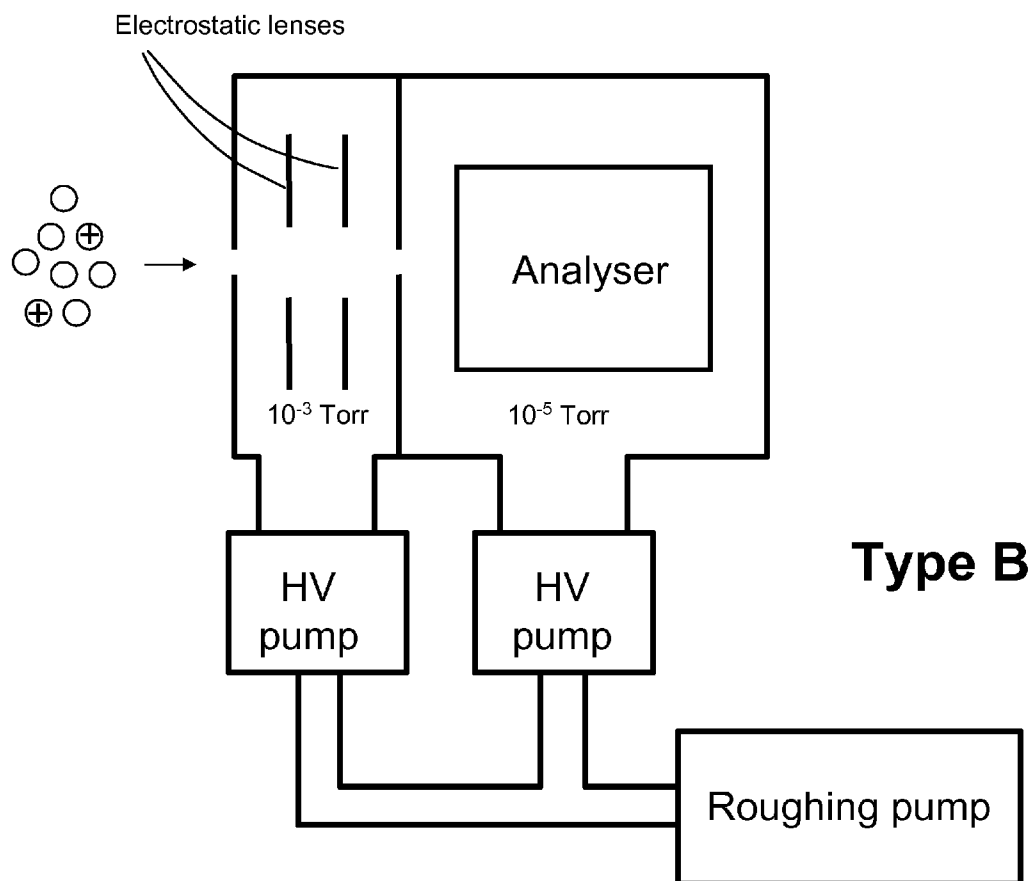 Electrostatic lenses
Analyser
10⁻³ Torr
10⁻⁵ Torr
HV
pump
HV
pump
Type B
Roughing pump